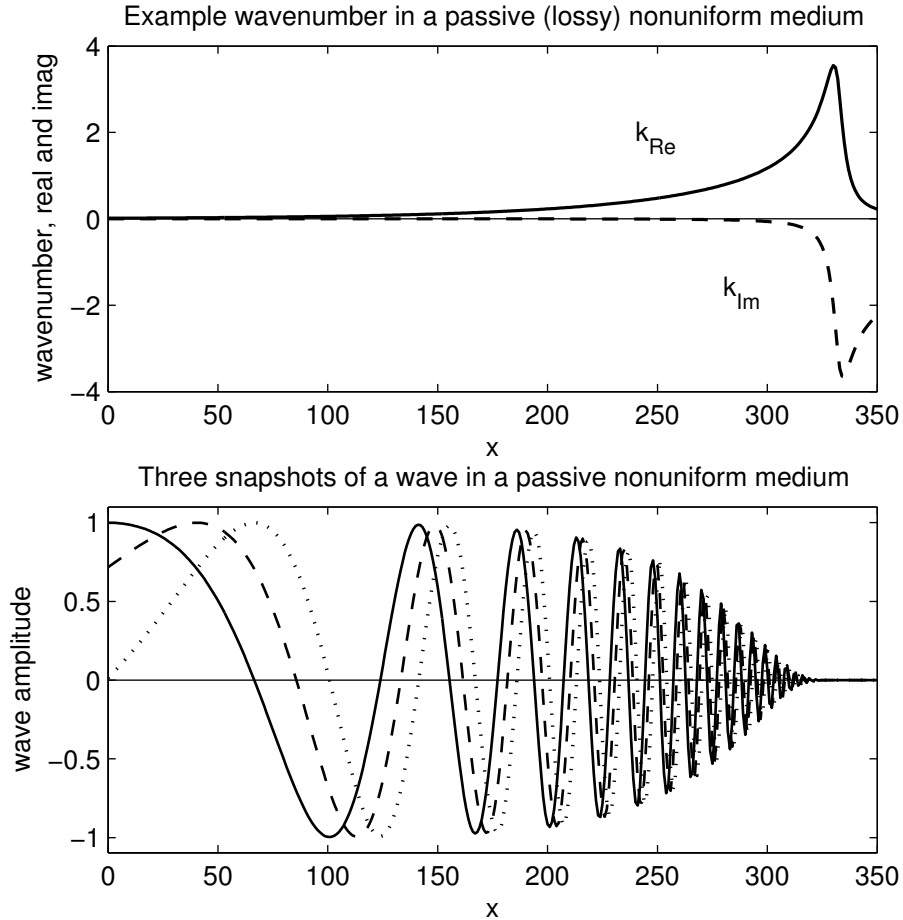 Example wavenumber in a passive (lossy) nonuniform medium
wavenumber, real and imag
4
2
0
−2
−4
k_Re
k_Im
0 50 100 150 200 250 300 350
x
Three snapshots of a wave in a passive nonuniform medium
wave amplitude
1
0.5
0
−0.5
−1
0 50 100 150 200 250 300 350
x